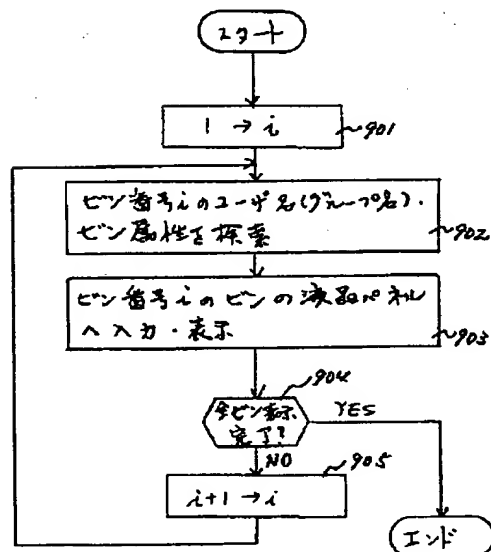 スタート
1 → i
~901
ビン番号iのユーザ名(グループ名)・
ビン属性を探索
~902
ビン番号iのビンの液晶パネル
へ入力・表示
~903
904
全ビン表示
完了?
YES
NO
905
i+1 → i
エンド